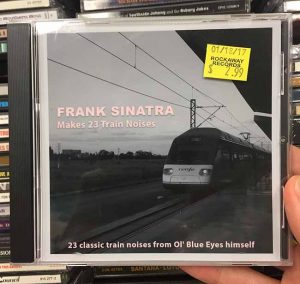 01/18/17
ROCKAWAY
RECORDS
$ 2.99
FRANK SINATRA
Makes 23 Train Noises
renfe
23 classic train noises from Ol' Blue Eyes himself